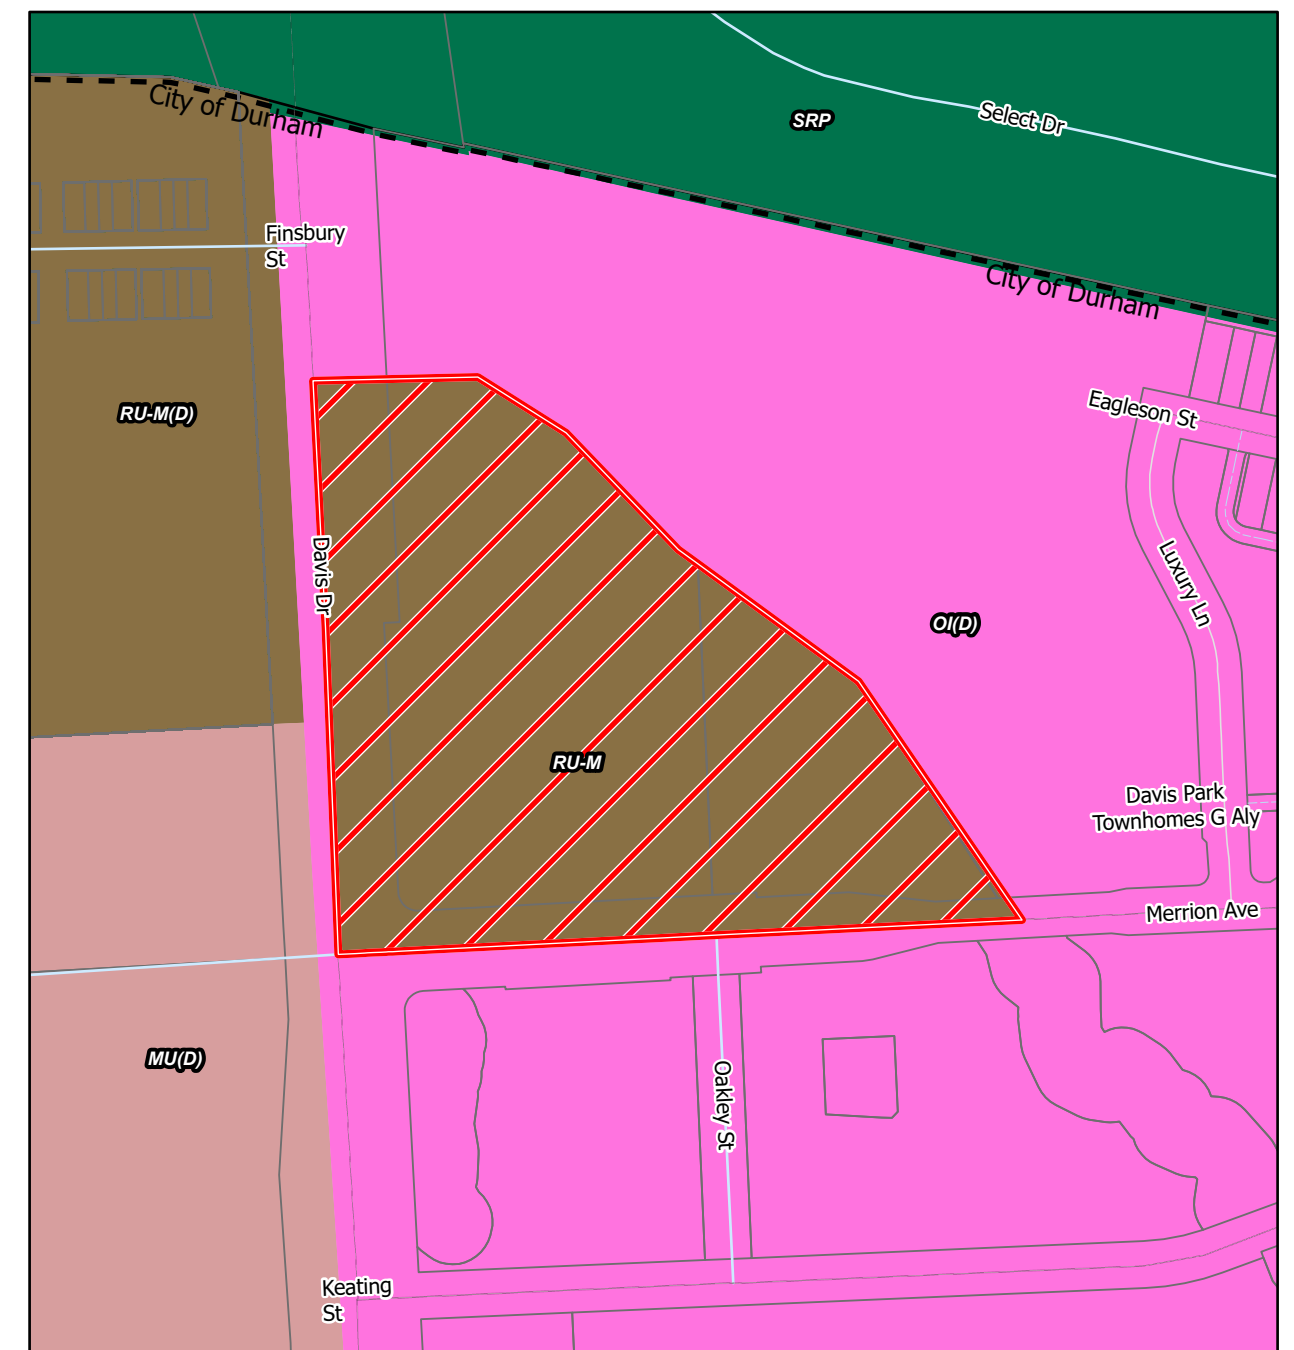 City of Durham
SRP
Select Dr
Finsbury
St
City of Durham
RU-M(D)
Eagleson St
Davis Dr
Luxury Ln
OI(D)
RU-M
Davis Park
Townhomes G Aly
Merrion Ave
MU(D)
Oakley St
Keating
St